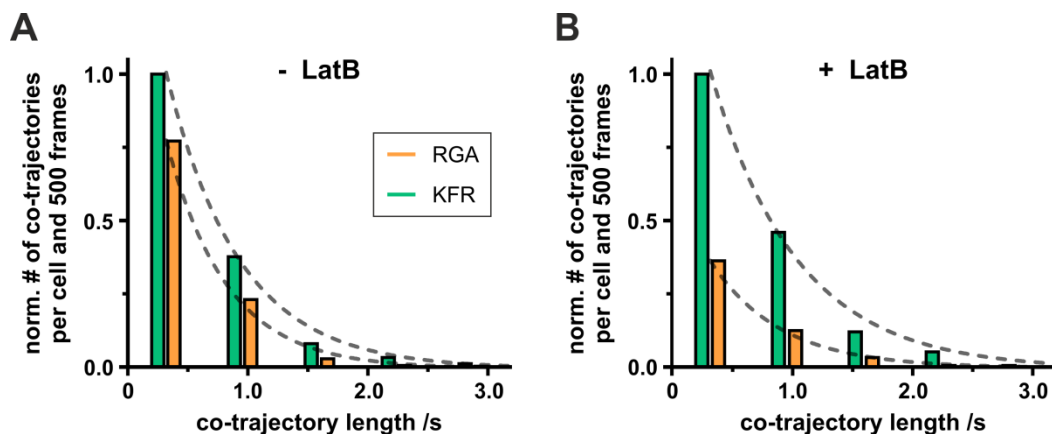 A
- LatB
norm. # of co-trajectories
per cell and 500 frames
1.0
0.5
0.0
0
1.0
2.0
3.0
co-trajectory length /s
RGA
KFR
B
+ LatB
norm. # of co-trajectories
per cell and 500 frames
1.0
0.5
0.0
0
1.0
2.0
3.0
co-trajectory length /s